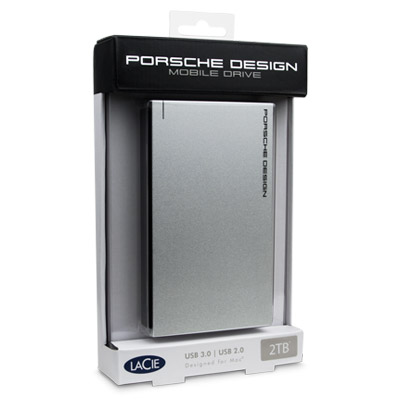 PORSCHE DESIGN
MOBILE DRIVE
PORSCHE DESIGN
USB 3.0 | USB 2.0
Designed for Mac
2TB
LACIE